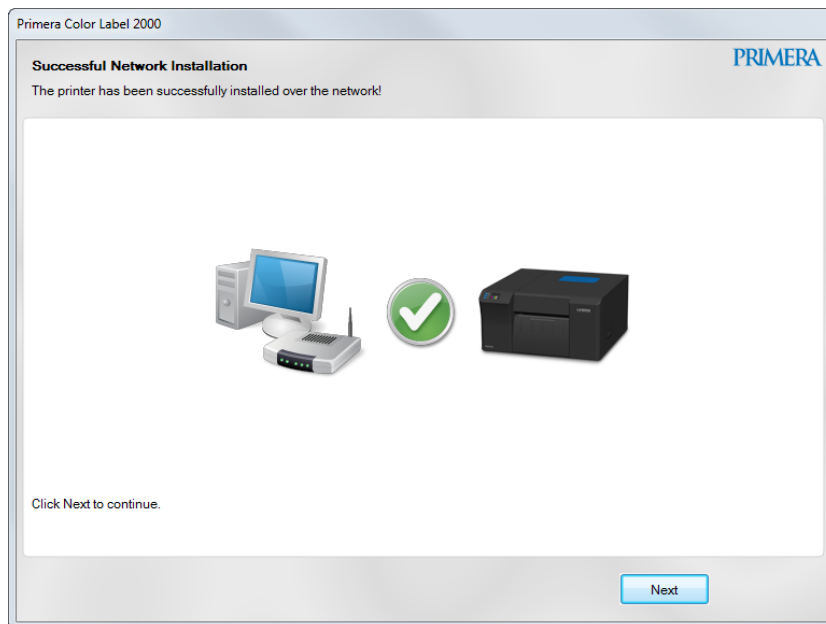 Primera Color Label 2000
PRIMERA
Successful Network Installation
The printer has been successfully installed over the network!
Click Next to continue.
Next